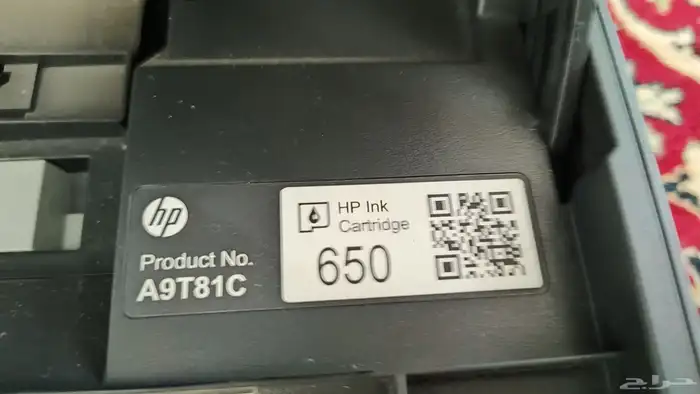 hp
Product No.
A9T81C
HP Ink
Cartridge
650
حراج